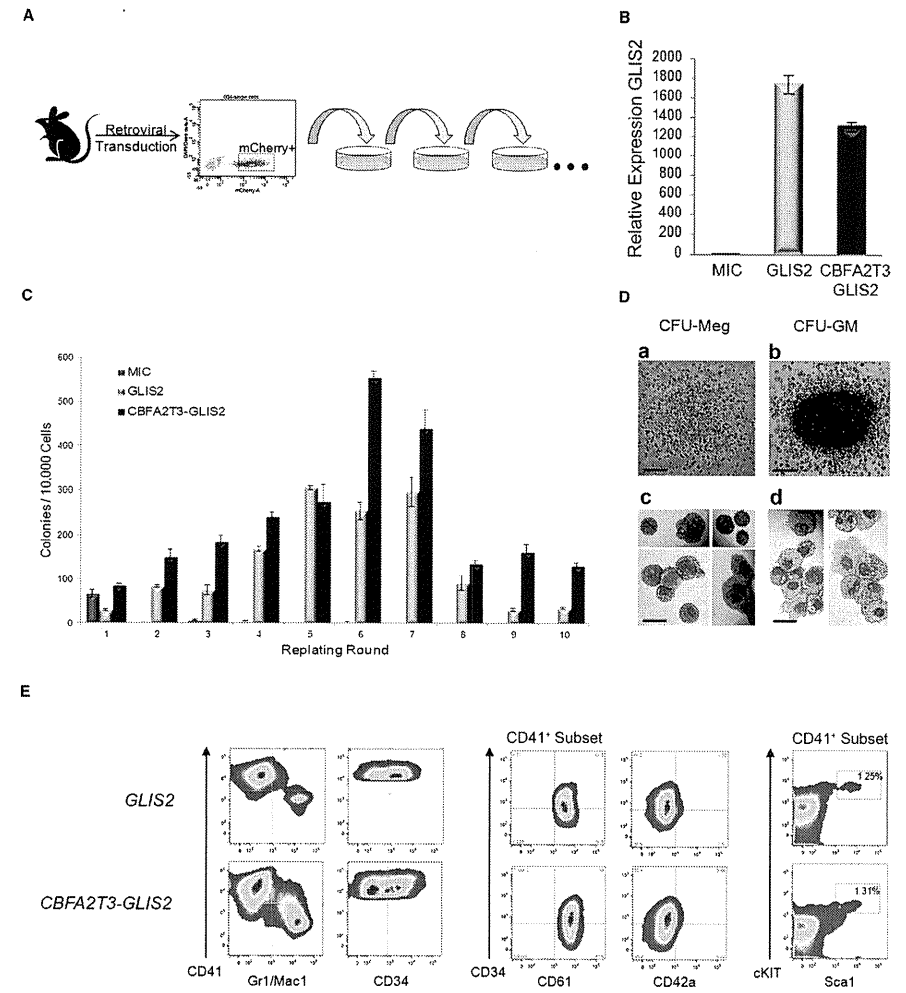 A
Retroviral
Transduction
mCherry+
mCherry-A
B
Relative Expression GLIS2
2000
1800
1600
1400
1200
1000
800
600
400
200
0
MIC
GLIS2
CBFA2T3
GLIS2
C
Colonies/ 10,000 Cells
600
500
400
300
200
100
0
MIC
GLIS2
CBFA2T3-GLIS2
1 2 3 4 5 6 7 8 9 10
Replating Round
D
CFU-Meg
CFU-GM
a
b
c
d
E
GLIS2
CBFA2T3-GLIS2
CD41
Gr1/Mac1
CD34
CD41+ Subset
CD34
CD61
CD42a
CD41+ Subset
1.25%
1.31%
cKIT
Sca1